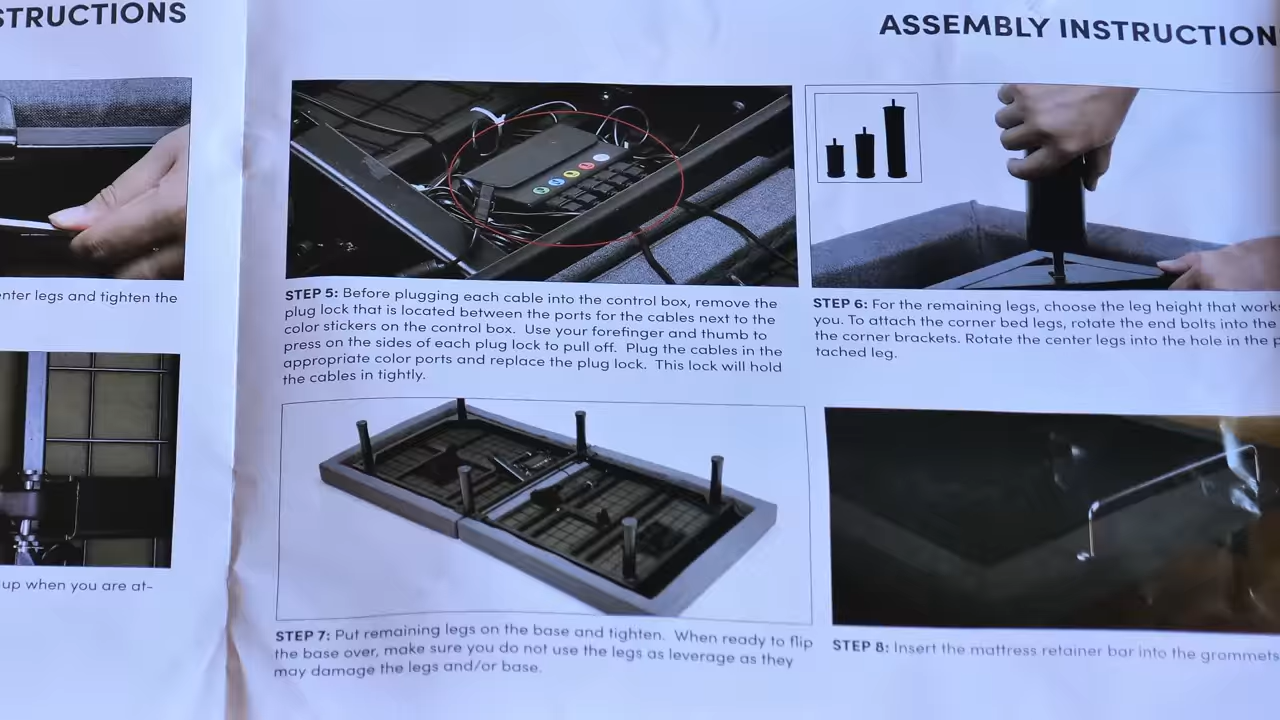 STRUCTIONS
enter legs and tighten the
up when you are at-
ASSEMBLY INSTRUCTION
STEP 5: Before plugging each cable into the control box, remove the
plug lock that is located between the ports for the cables next to the
color stickers on the control box. Use your forefinger and thumb to
press on the sides of each plug lock to pull off. Plug the cables in the
appropriate color ports and replace the plug lock. This lock will hold
the cables in tightly.
STEP 6: For the remaining legs, choose the leg height that works
you. To attach the corner bed legs, rotate the end bolts into the
the corner brackets. Rotate the center legs into the hole in the p
tached leg.
STEP 7: Put remaining legs on the base and tighten. When ready to flip
the base over, make sure you do not use the legs as leverage as they
may damage the legs and/or base.
STEP 8: Insert the mattress retainer bar into the grommets